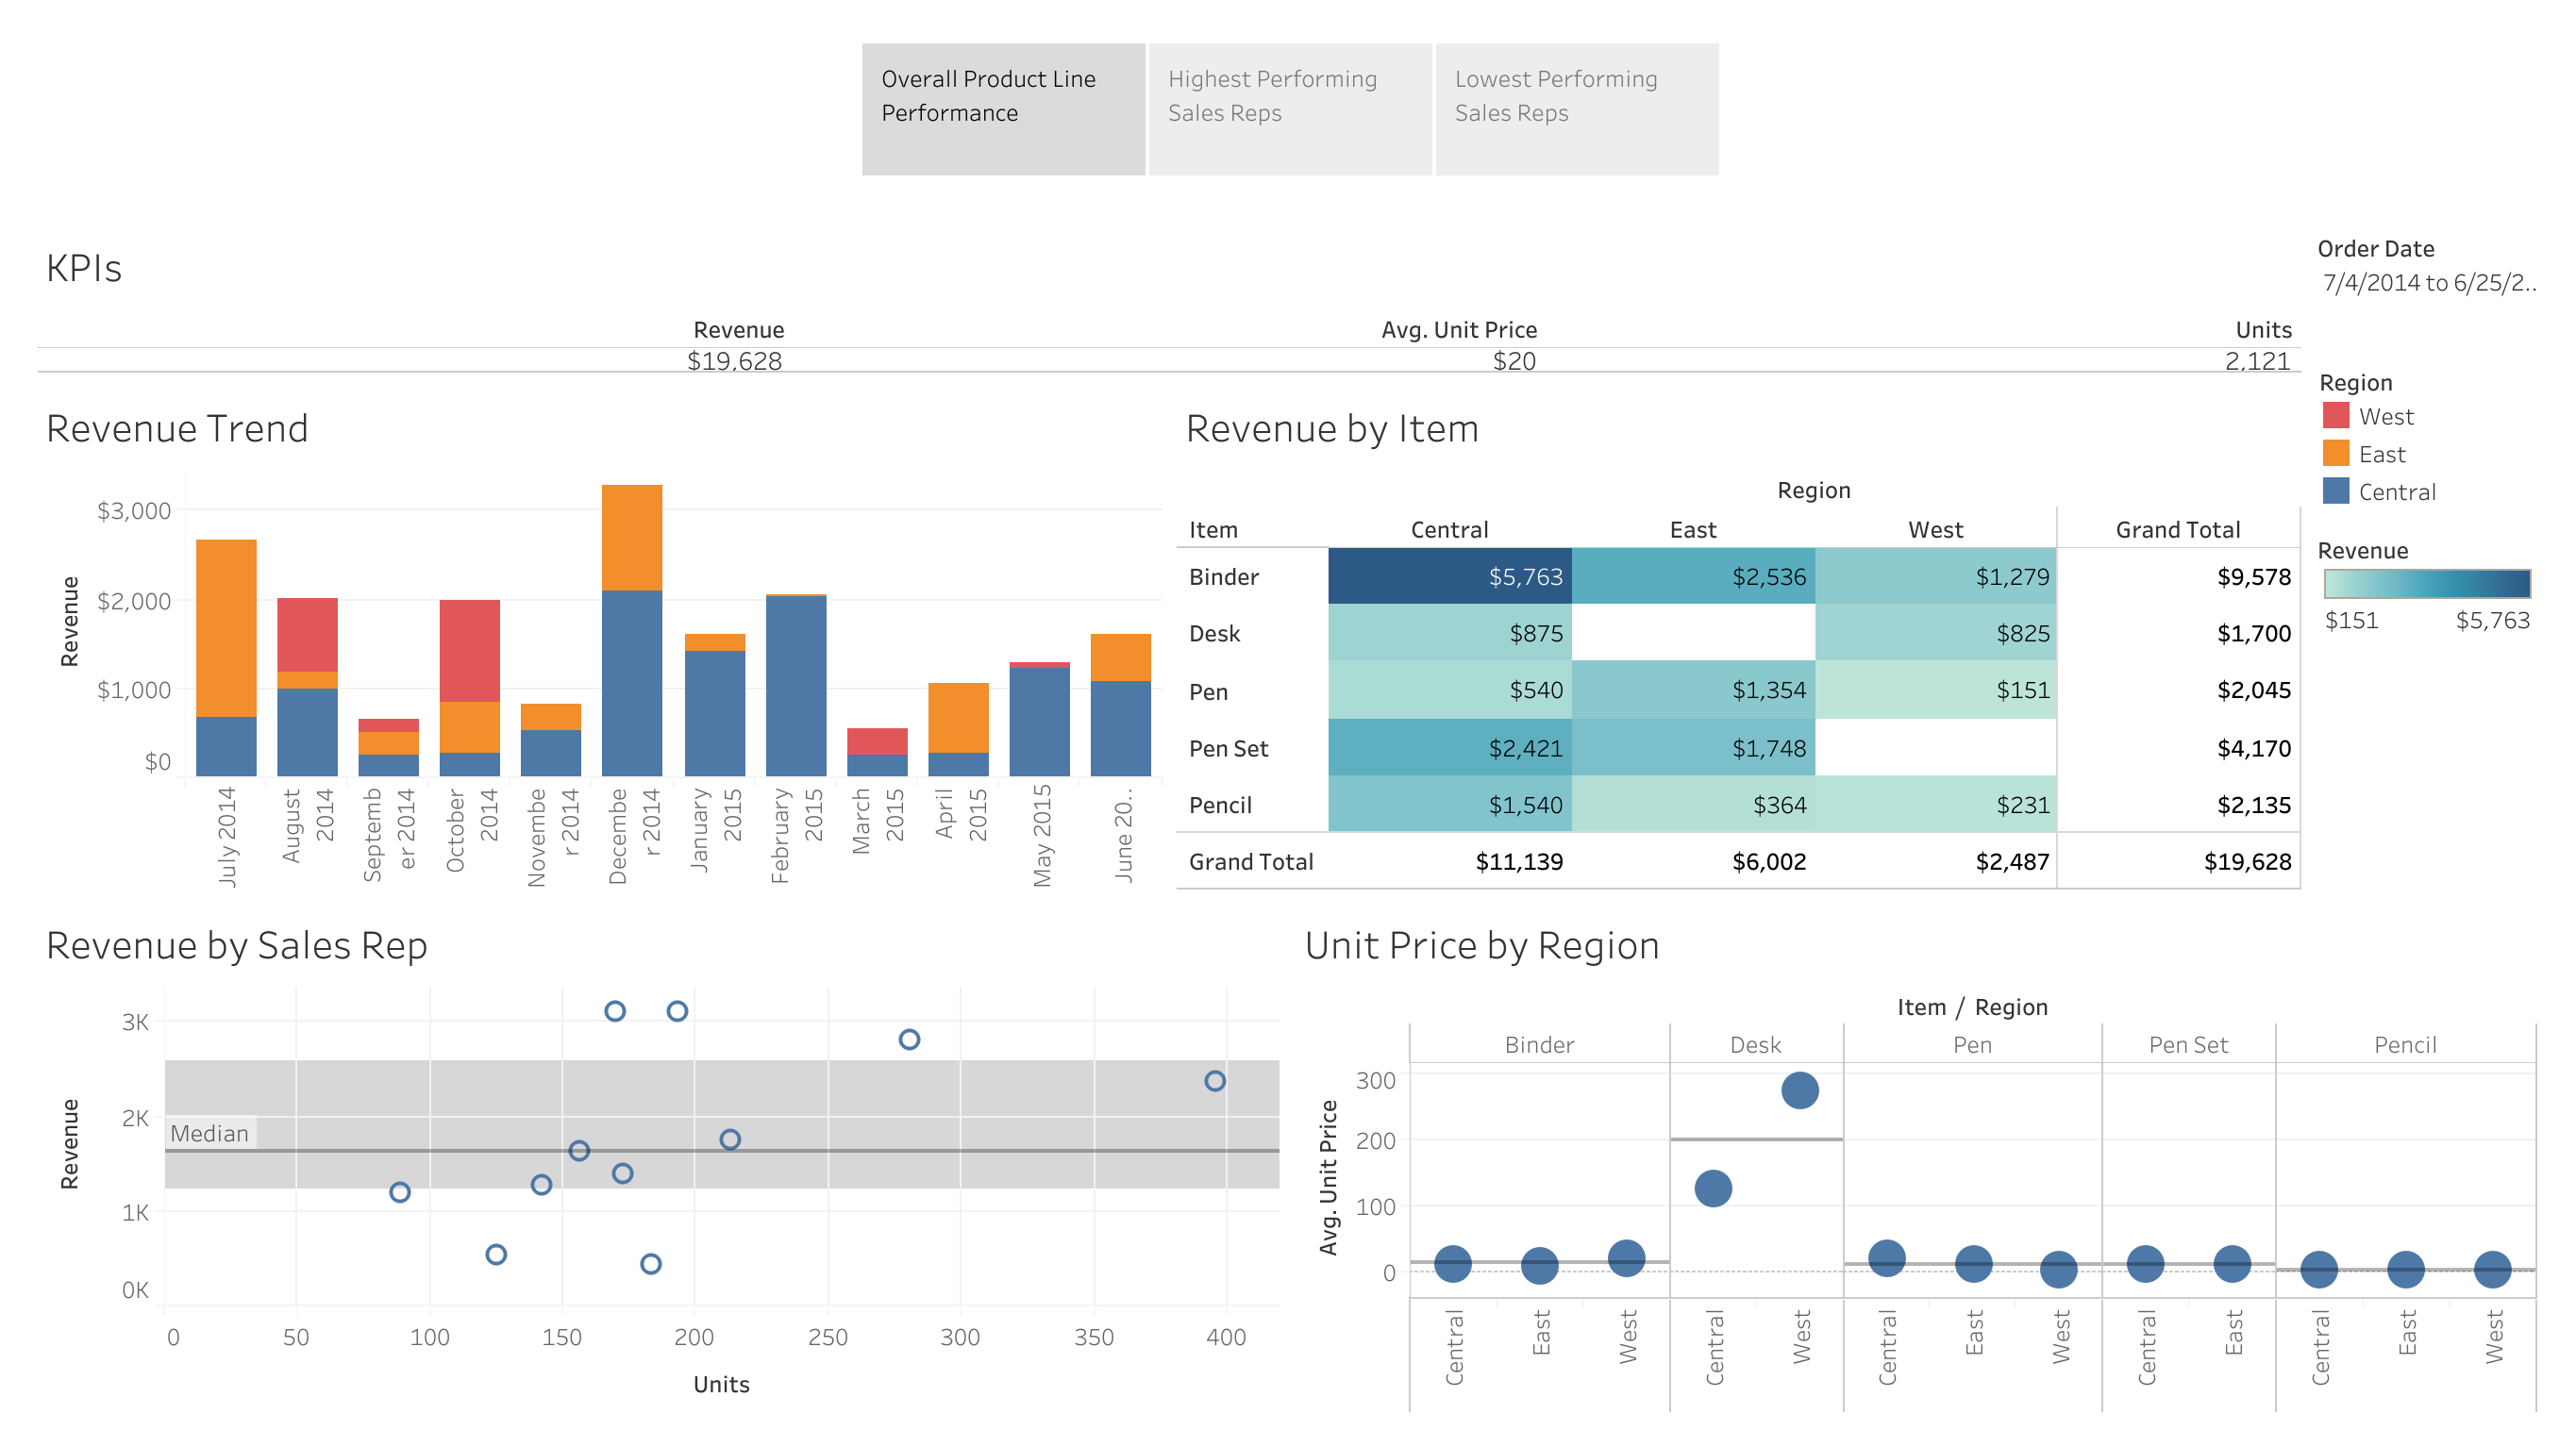 Overall Product Line
Performance
Highest Performing
Sales Reps
Lowest Performing
Sales Reps
KPIs
Revenue
Avg. Unit Price
Units
$19,628
$20
2,121
Order Date
7/4/2014 to 6/25/2..
Region
West
East
Central
Revenue
$151
$5,763
Revenue Trend
Revenue
$3,000
$2,000
$1,000
$0
July 2014
August
2014
Septemb
er 2014
October
2014
Novembe
r 2014
Decembe
r 2014
January
2015
February
2015
March
2015
April
2015
May 2015
June 20..
Revenue by Item
Region
Item Central East West Grand Total
Binder $5,763 $2,536 $1,279 $9,578
Desk $875 $825 $1,700
Pen $540 $1,354 $151 $2,045
Pen Set $2,421 $1,748 $4,170
Pencil $1,540 $364 $231 $2,135
Grand Total $11,139 $6,002 $2,487 $19,628
Revenue by Sales Rep
Revenue
3K
2K
Median
1K
0K
0 50 100 150 200 250 300 350 400
Units
Unit Price by Region
Item / Region
Binder Desk Pen Pen Set Pencil
Avg. Unit Price
300
200
100
0
Central
East
West
Central
West
Central
East
West
Central
East
Central
East
West